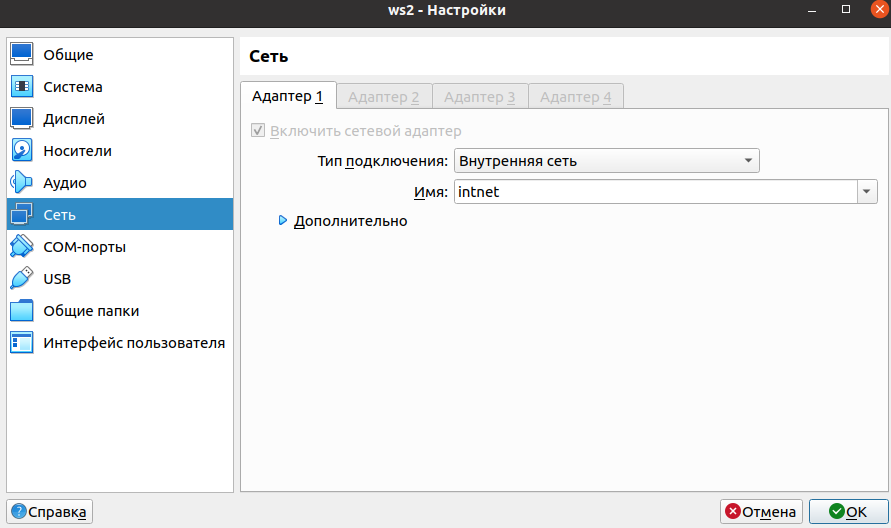 ws2 - Настройки
Общие
Система
Дисплей
Носители
Аудио
Сеть
COM-порты
USB
Общие папки
Интерфейс пользователя
Сеть
Адаптер 1 Адаптер 2 Адаптер 3 Адаптер 4
Включить сетевой адаптер
Тип подключения: Внутренняя сеть
Имя: intnet
Дополнительно
Справка Отмена OK